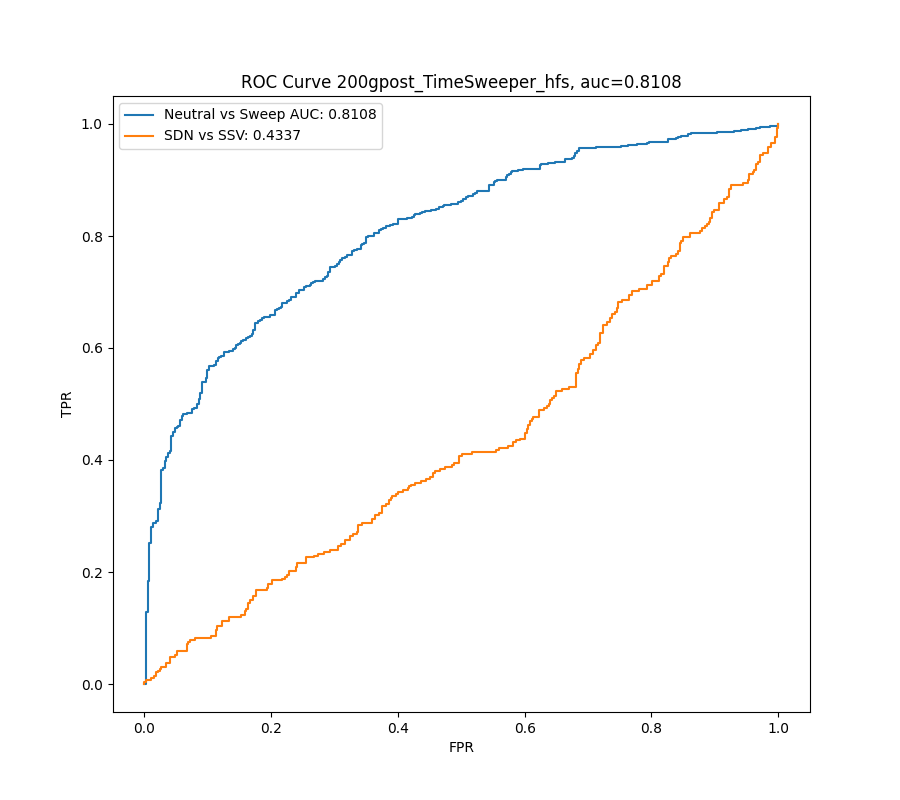 ROC Curve 200gpost_TimeSweeper_hfs, auc=0.8108
Neutral vs Sweep AUC: 0.8108
SDN vs SSV: 0.4337
1.0
0.8
0.6
0.4
0.2
0.0
TPR
0.0 0.2 0.4 0.6 0.8 1.0
FPR